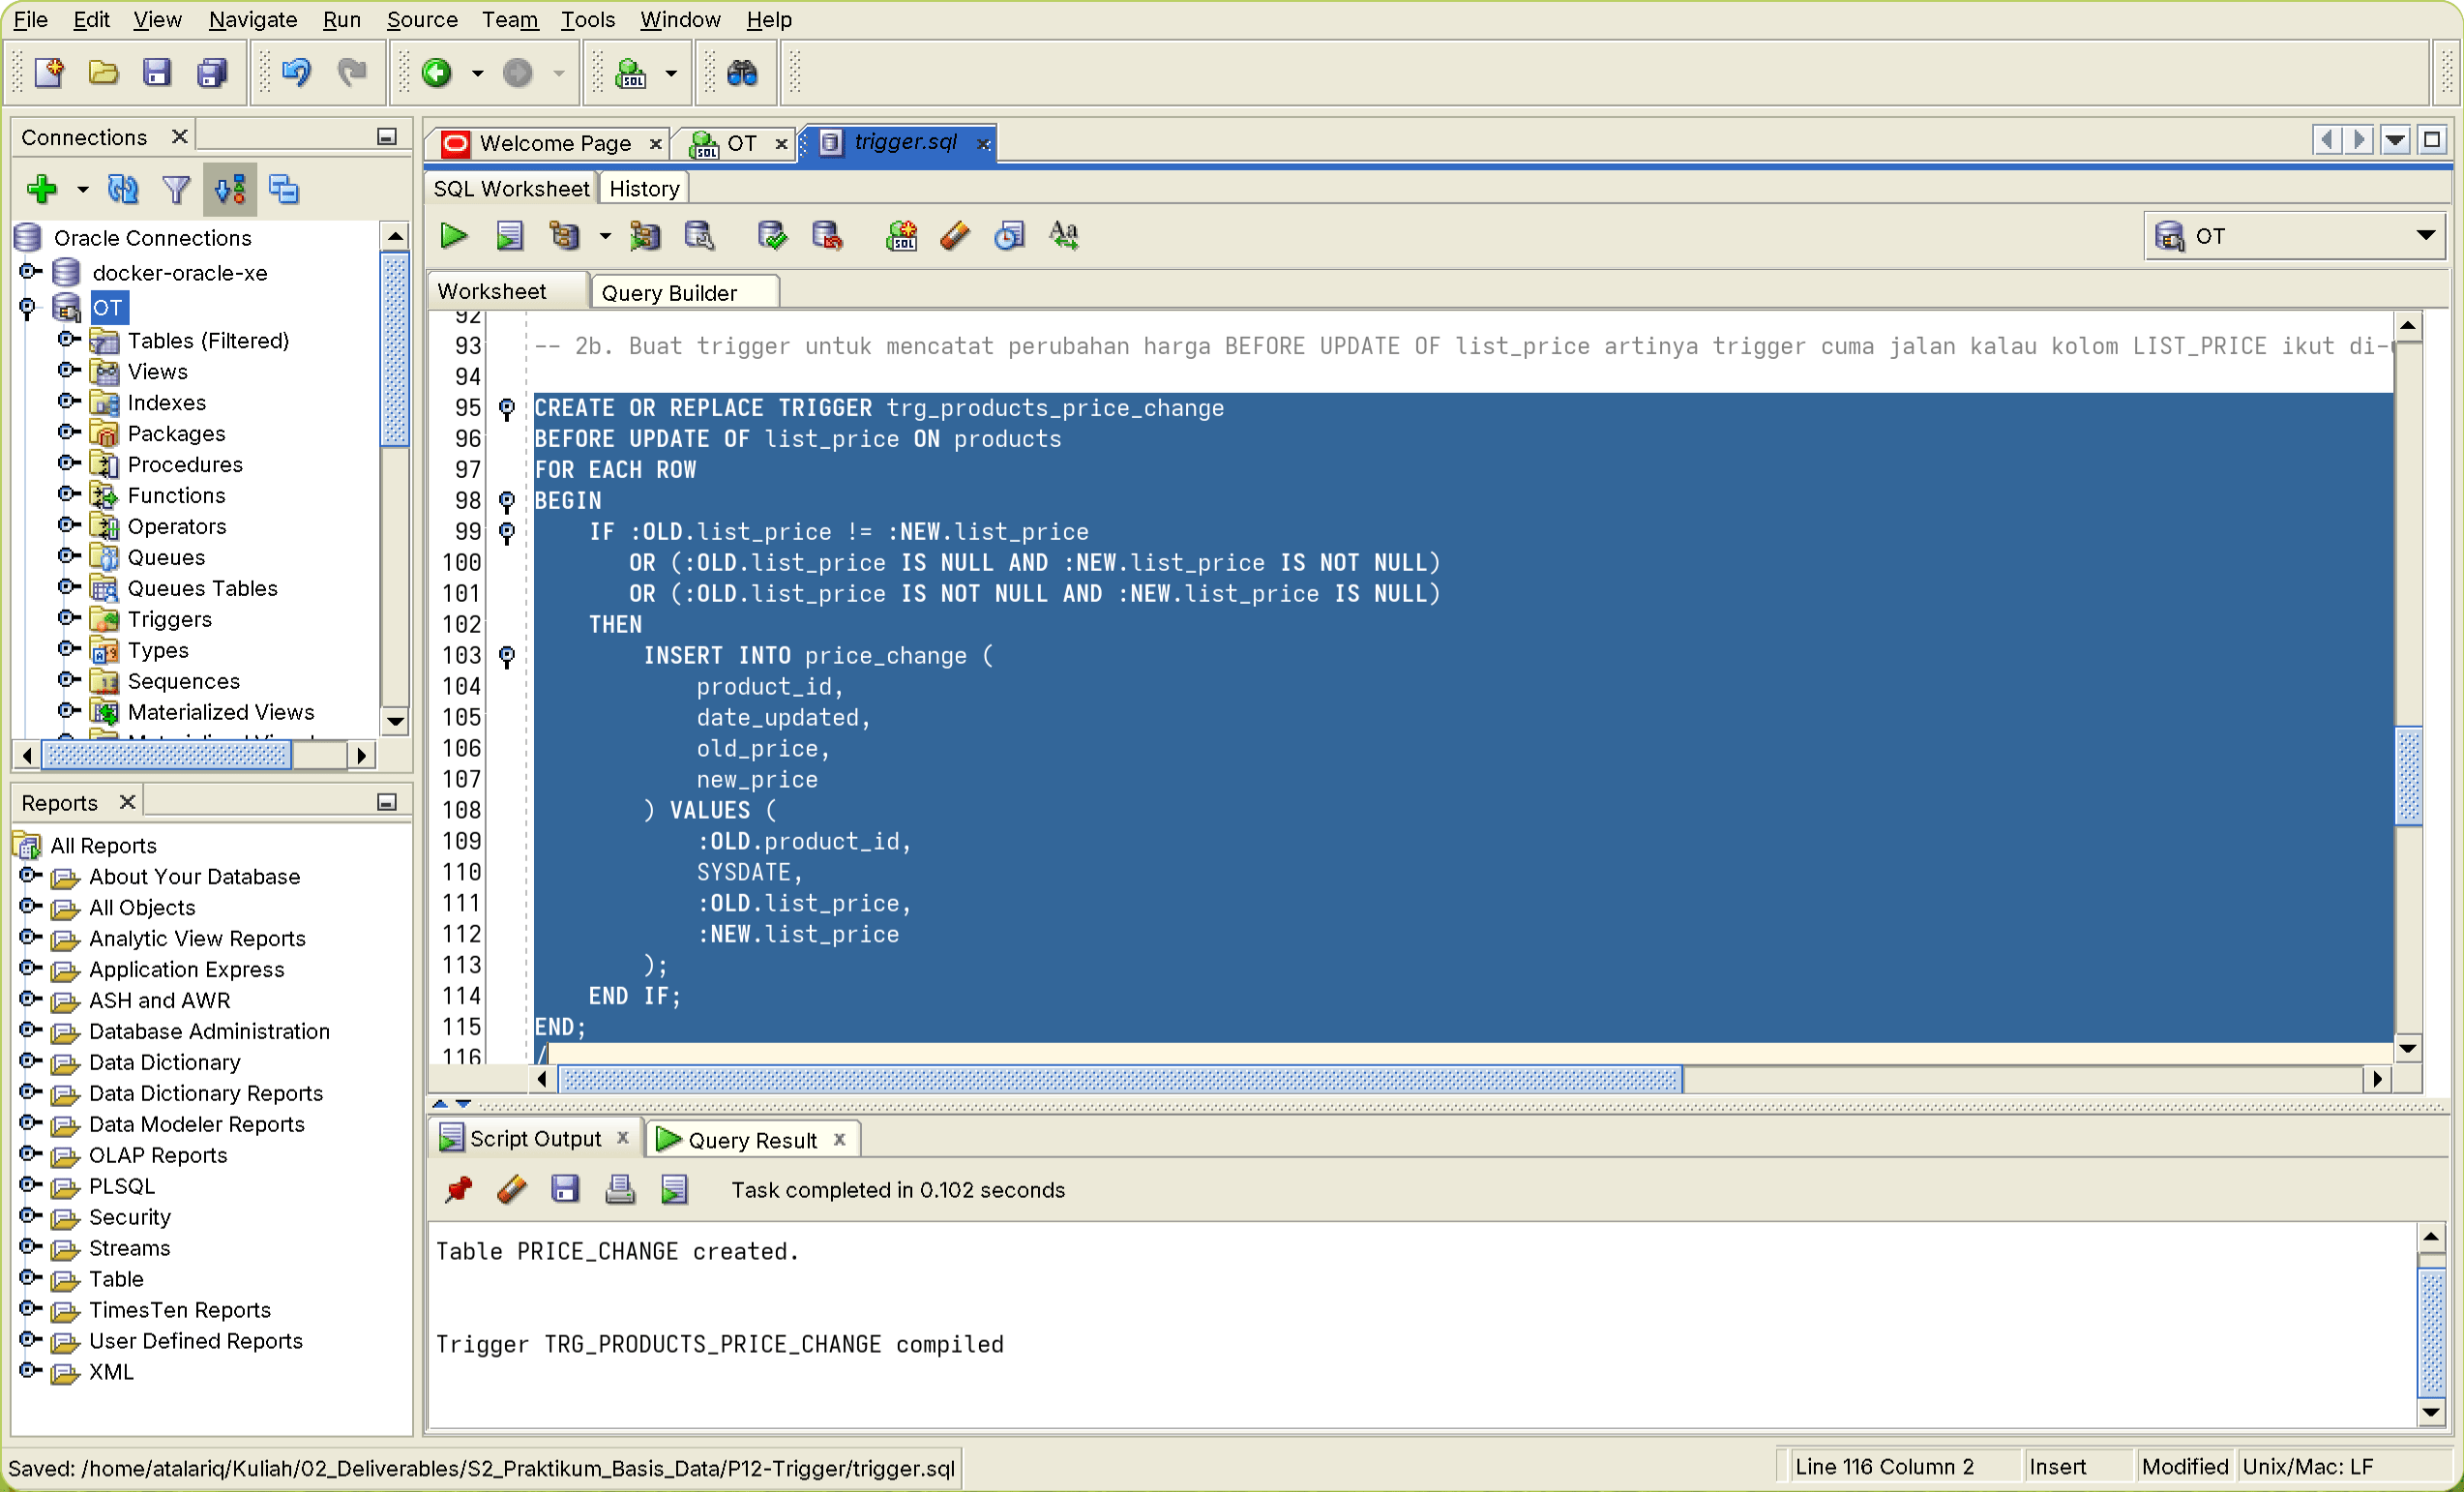 File Edit View Navigate Run Source Team Tools Window Help
Connections
Oracle Connections
docker-oracle-xe
OT
Tables (Filtered)
Views
Indexes
Packages
Procedures
Functions
Operators
Queues
Queues Tables
Triggers
Types
Sequences
Materialized Views
Reports
All Reports
About Your Database
All Objects
Analytic View Reports
Application Express
ASH and AWR
Database Administration
Data Dictionary
Data Dictionary Reports
Data Modeler Reports
OLAP Reports
PLSQL
Security
Streams
Table
TimesTen Reports
User Defined Reports
XML
Welcome Page OT trigger.sql
SQL Worksheet History
OT
Worksheet Query Builder
92
93 -- 2b. Buat trigger untuk mencatat perubahan harga BEFORE UPDATE OF list_price artinya trigger cuma jalan kalau kolom LIST_PRICE ikut di-
94
95 CREATE OR REPLACE TRIGGER trg_products_price_change
96 BEFORE UPDATE OF list_price ON products
97 FOR EACH ROW
98 BEGIN
99 IF :OLD.list_price != :NEW.list_price
100 OR (:OLD.list_price IS NULL AND :NEW.list_price IS NOT NULL)
101 OR (:OLD.list_price IS NOT NULL AND :NEW.list_price IS NULL)
102 THEN
103 INSERT INTO price_change (
104 product_id,
105 date_updated,
106 old_price,
107 new_price
108 ) VALUES (
109 :OLD.product_id,
110 SYSDATE,
111 :OLD.list_price,
112 :NEW.list_price
113 );
114 END IF;
115 END;
116 /
Script Output Query Result
Task completed in 0.102 seconds
Table PRICE_CHANGE created.
Trigger TRG_PRODUCTS_PRICE_CHANGE compiled
Saved: /home/atalariq/Kuliah/02_Deliverables/S2_Praktikum_Basis_Data/P12-Trigger/trigger.sql
Line 116 Column 2 Insert Modified Unix/Mac: LF